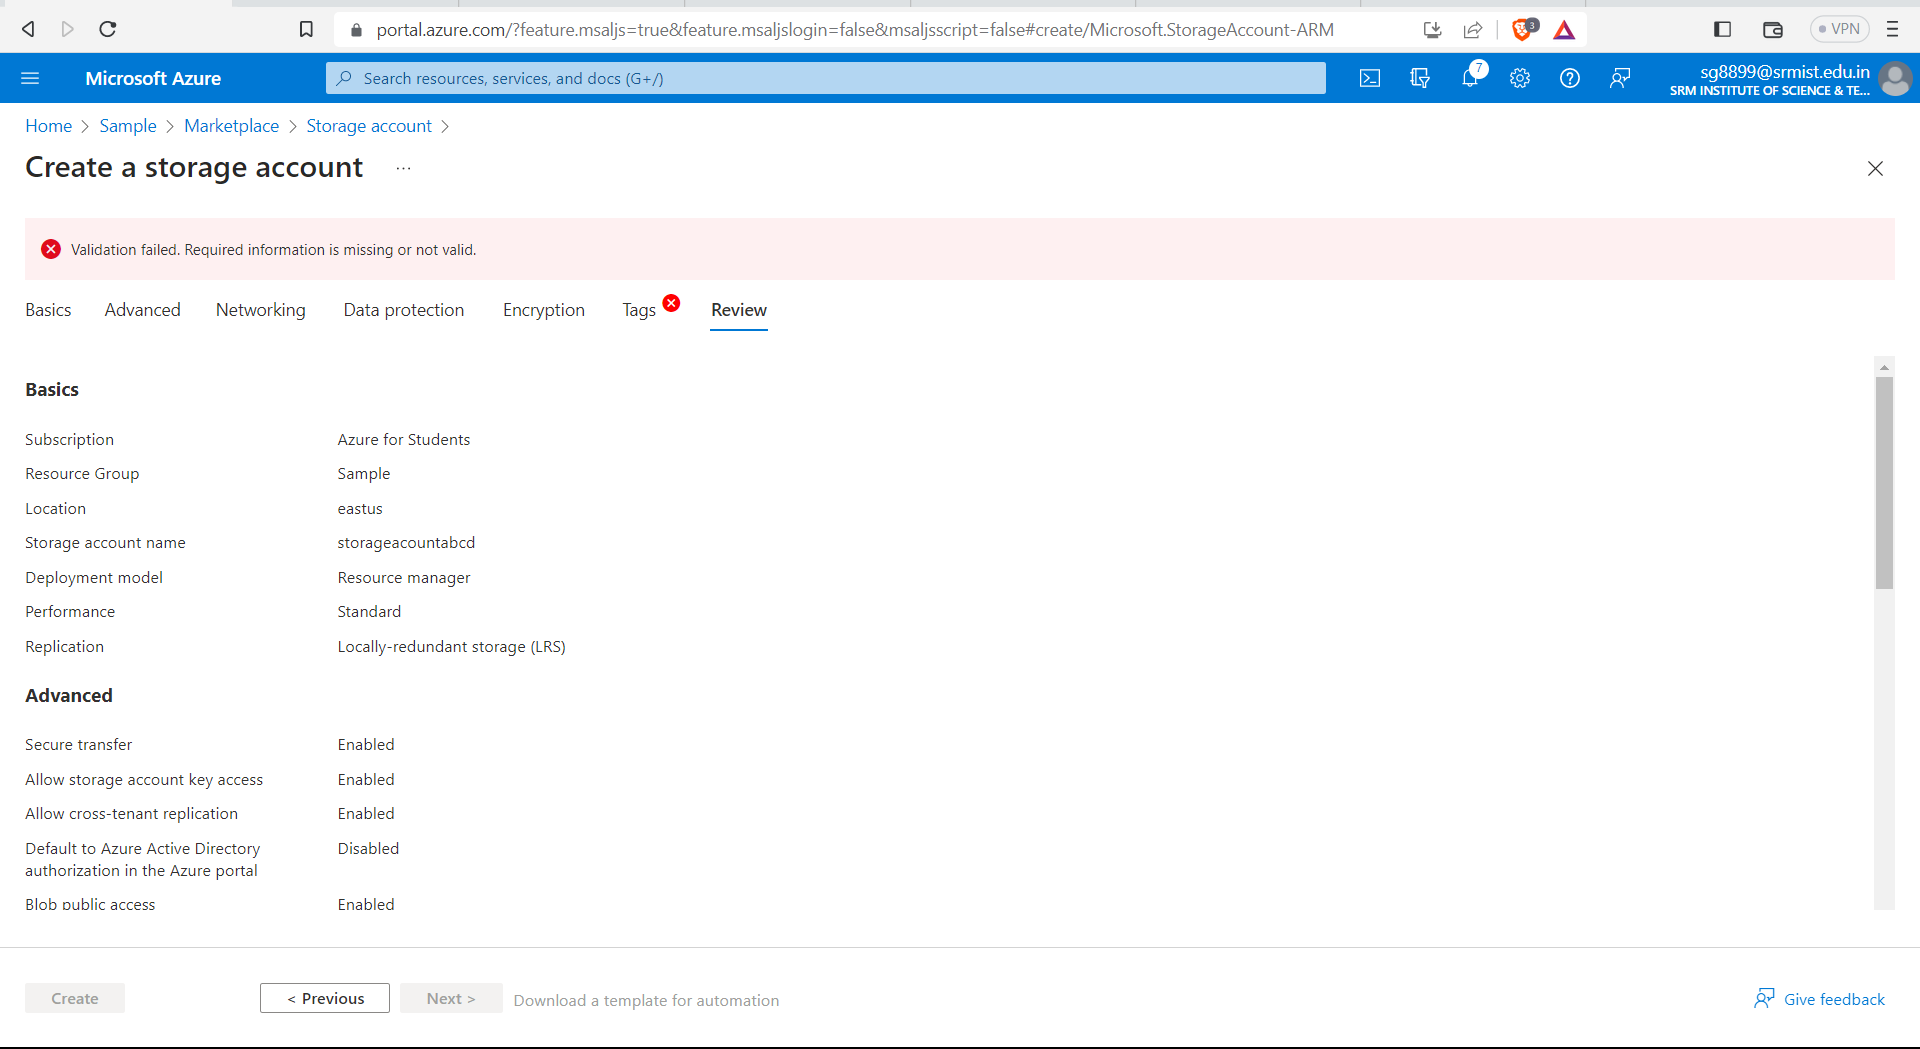 portal.azure.com/?feature.msaljs=true&feature.msaljslogin=false&msaljsscript=false#create/Microsoft.StorageAccount-ARM
3
VPN
Microsoft Azure
Search resources, services, and docs (G+/)
7
sg8899@srmist.edu.in
SRM INSTITUTE OF SCIENCE & TE...
Home > Sample > Marketplace > Storage account >
Create a storage account ...
Validation failed. Required information is missing or not valid.
Basics Advanced Networking Data protection Encryption Tags Review
Basics
Subscription Azure for Students
Resource Group Sample
Location eastus
Storage account name storageacountabcd
Deployment model Resource manager
Performance Standard
Replication Locally-redundant storage (LRS)
Advanced
Secure transfer Enabled
Allow storage account key access Enabled
Allow cross-tenant replication Enabled
Default to Azure Active Directory Disabled
authorization in the Azure portal
Blob public access Enabled
Create < Previous Next > Download a template for automation Give feedback